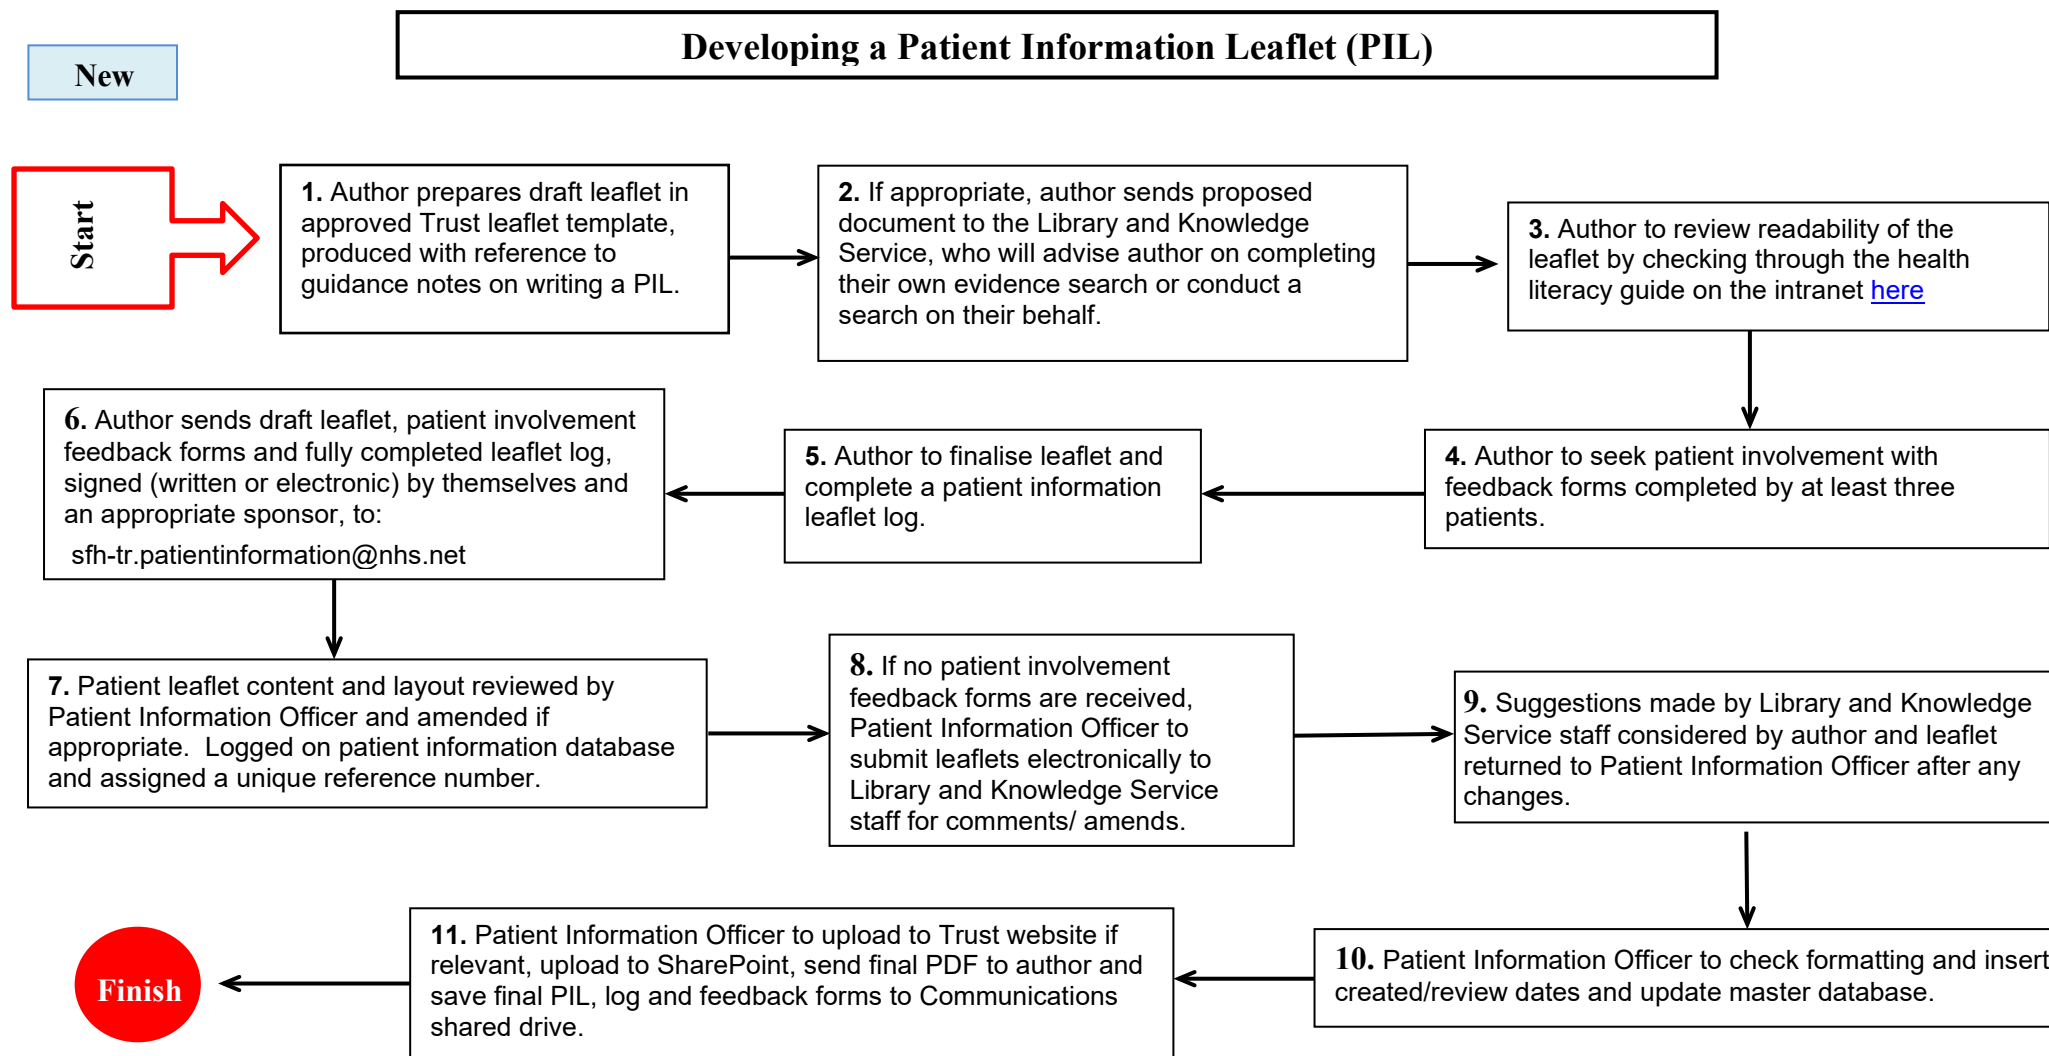 Developing a Patient Information Leaflet (PIL)
New
Start
1. Author prepares draft leaflet in
approved Trust leaflet template,
produced with reference to
guidance notes on writing a PIL.
2. If appropriate, author sends proposed
document to the Library and Knowledge
Service, who will advise author on completing
their own evidence search or conduct a
search on their behalf.
3. Author to review readability of the
leaflet by checking through the health
literacy guide on the intranet here
4. Author to seek patient involvement with
feedback forms completed by at least three
patients.
5. Author to finalise leaflet and
complete a patient information
leaflet log.
6. Author sends draft leaflet, patient involvement
feedback forms and fully completed leaflet log,
signed (written or electronic) by themselves and
an appropriate sponsor, to:
sfh-tr.patientinformation@nhs.net
7. Patient leaflet content and layout reviewed by
Patient Information Officer and amended if
appropriate.  Logged on patient information database
and assigned a unique reference number.
8. If no patient involvement
feedback forms are received,
Patient Information Officer to
submit leaflets electronically to
Library and Knowledge Service
staff for comments/ amends.
9. Suggestions made by Library and Knowledge
Service staff considered by author and leaflet
returned to Patient Information Officer after any
changes.
10. Patient Information Officer to check formatting and insert
created/review dates and update master database.
11. Patient Information Officer to upload to Trust website if
relevant, upload to SharePoint, send final PDF to author and
save final PIL, log and feedback forms to Communications
shared drive.
Finish